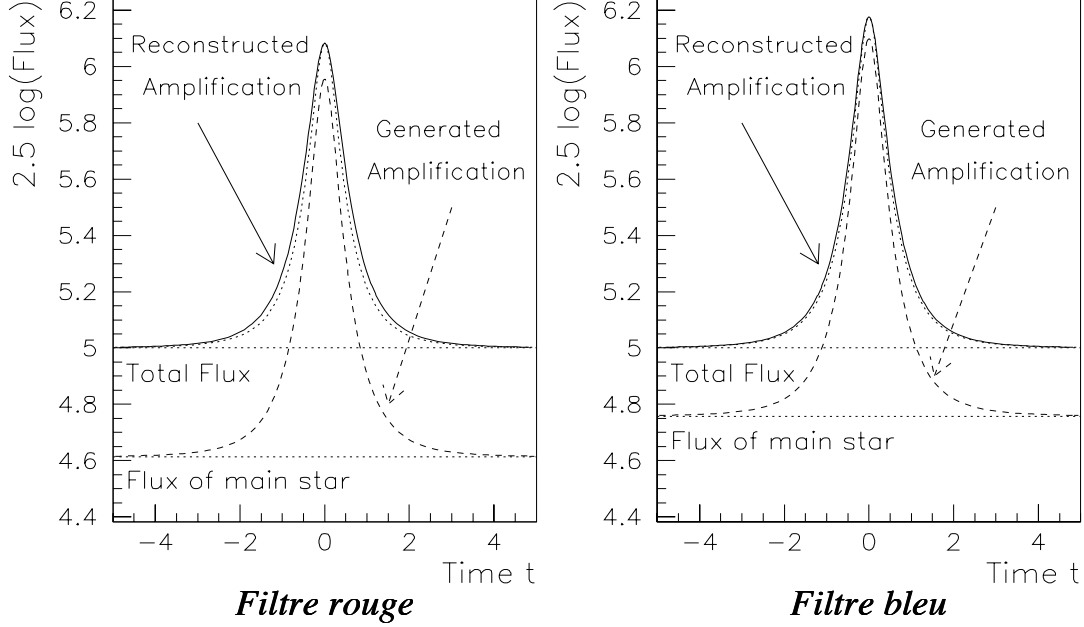 2.5 log(Flux)
6.2
6
5.8
5.6
5.4
5.2
5
4.8
4.6
4.4
Reconstructed
Amplification
Generated
Amplification
Total Flux
Flux of main star
−4
−2
0
2
4
Time t
Filtre rouge
2.5 log(Flux)
6.2
6
5.8
5.6
5.4
5.2
5
4.8
4.6
4.4
Reconstructed
Amplification
Generated
Amplification
Total Flux
Flux of main star
−4
−2
0
2
4
Time t
Filtre bleu